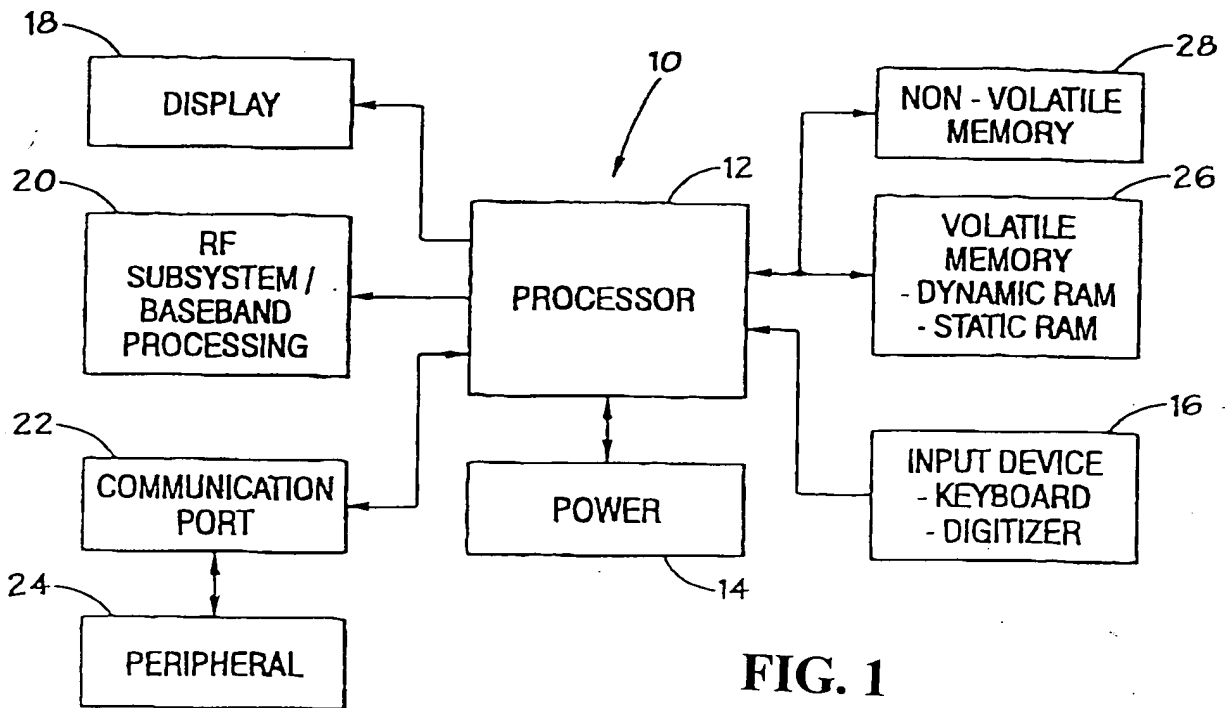 18
DISPLAY
20
RF
SUBSYSTEM /
BASEBAND
PROCESSING
22
COMMUNICATION
PORT
24
PERIPHERAL
10
12
PROCESSOR
POWER
14
28
NON - VOLATILE
MEMORY
26
VOLATILE
MEMORY
- DYNAMIC RAM
- STATIC RAM
16
INPUT DEVICE
- KEYBOARD
- DIGITIZER
FIG. 1